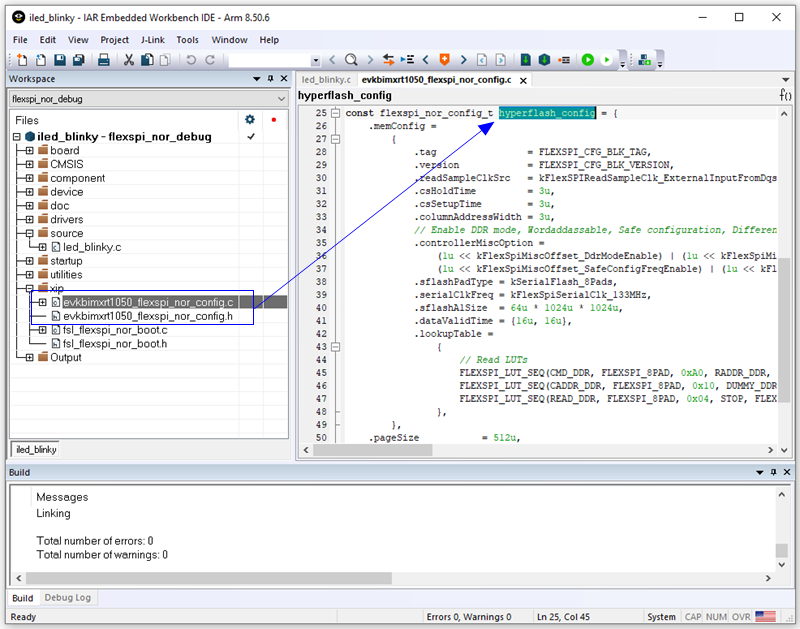 iled_blinky - IAR Embedded Workbench IDE - Arm 8.50.6
File Edit View Project J-Link Tools Window Help
Workspace
flexspi_nor_debug
Files
iled_blinky - flexspi_nor_debug
board
CMSIS
component
device
doc
drivers
source
led_blinky.c
startup
utilities
xip
evkbimxrt1050_flexspi_nor_config.c
evkbimxrt1050_flexspi_nor_config.h
fsl_flexspi_nor_boot.c
fsl_flexspi_nor_boot.h
Output
iled_blinky
led_blinky.c evkbimxrt1050_flexspi_nor_config.c
hyperflash_config
f()
25 const flexspi_nor_config_t hyperflash_config = {
26 .memConfig =
27 {
28 .tag = FLEXSPI_CFG_BLK_TAG,
29 .version = FLEXSPI_CFG_BLK_VERSION,
30 .readSampleClkSrc = kFlexSPIReadSampleClk_ExternalInputFromDqs
31 .csHoldTime = 3u,
32 .csSetupTime = 3u,
33 .columnAddressWidth = 3u,
34 // Enable DDR mode, Wordaddassable, Safe configuration, Differen
35 .controllerMiscOption =
36 (1u << kFlexSpiMiscOffset_DdrModeEnable) | (1u << kFlexSpiMi
37 (1u << kFlexSpiMiscOffset_SafeConfigFreqEnable) | (1u << kFl
38 .sflashPadType = kSerialFlash_8Pads,
39 .serialClkFreq = kFlexSpiSerialClk_133MHz,
40 .sflashA1Size = 64u * 1024u * 1024u,
41 .dataValidTime = {16u, 16u},
42 .lookupTable =
43 {
44 // Read LUTs
45 FLEXSPI_LUT_SEQ(CMD_DDR, FLEXSPI_8PAD, 0xA0, RADDR_DDR,
46 FLEXSPI_LUT_SEQ(CADDR_DDR, FLEXSPI_8PAD, 0x10, DUMMY_DDR
47 FLEXSPI_LUT_SEQ(READ_DDR, FLEXSPI_8PAD, 0x04, STOP, FLEX
48 },
49 },
50 .pageSize = 512u,
Build
Messages
Linking
Total number of errors: 0
Total number of warnings: 0
Build Debug Log
Ready Errors 0, Warnings 0 Ln 25, Col 45 System CAP NUM OVR